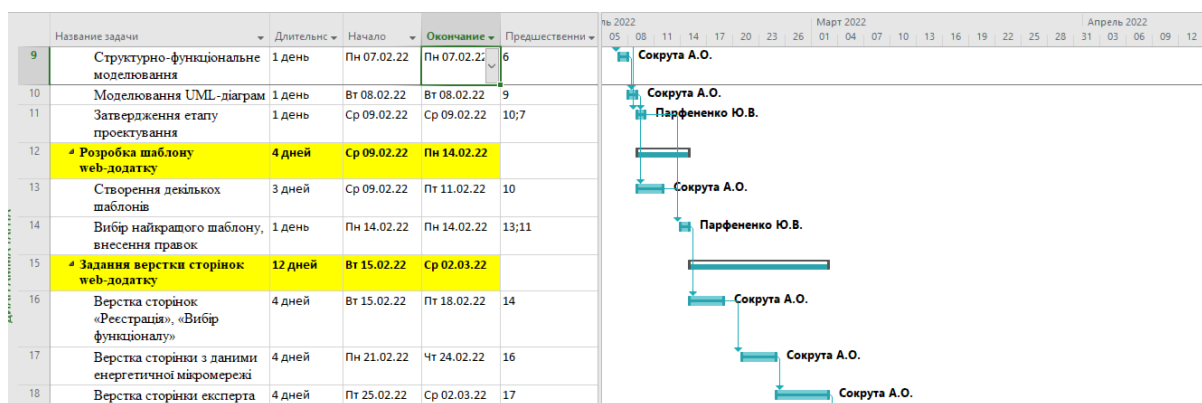 ль 2022 Март 2022 Апрель 2022
Название задачи Длительнс Начало Окончание Предшественни 05 08 11 14 17 20 23 26 01 04 07 10 13 16 19 22 25 28 31 03 06 09 12
9 Структурно-функціональне 1 день Пн 07.02.22 Пн 07.02.22 6 Сокрута А.О.
моделювання
10 Моделювання UML-діаграм 1 день Вт 08.02.22 Вт 08.02.22 9 Сокрута А.О.
11 Затвердження етапу 1 день Ср 09.02.22 Ср 09.02.22 10;7 Парфененко Ю.В.
проектування
12 Розробка шаблону 4 дней Ср 09.02.22 Пн 14.02.22
web-додатку
13 Створення декількох 3 дней Ср 09.02.22 Пт 11.02.22 10 Сокрута А.О.
шаблонів
14 Вибір найкращого шаблону, 1 день Пн 14.02.22 Пн 14.02.22 13;11 Парфененко Ю.В.
внесення правок
15 Задання верстки сторінок 12 дней Вт 15.02.22 Ср 02.03.22
web-додатку
16 Верстка сторінок 4 дней Вт 15.02.22 Пт 18.02.22 14 Сокрута А.О.
«Реєстрація», «Вибір
функціоналу»
17 Верстка сторінки з даними 4 дней Пн 21.02.22 Чт 24.02.22 16 Сокрута А.О.
енергетичної мікромережі
18 Верстка сторінки експерта 4 дней Пт 25.02.22 Ср 02.03.22 17 Сокрута А.О.